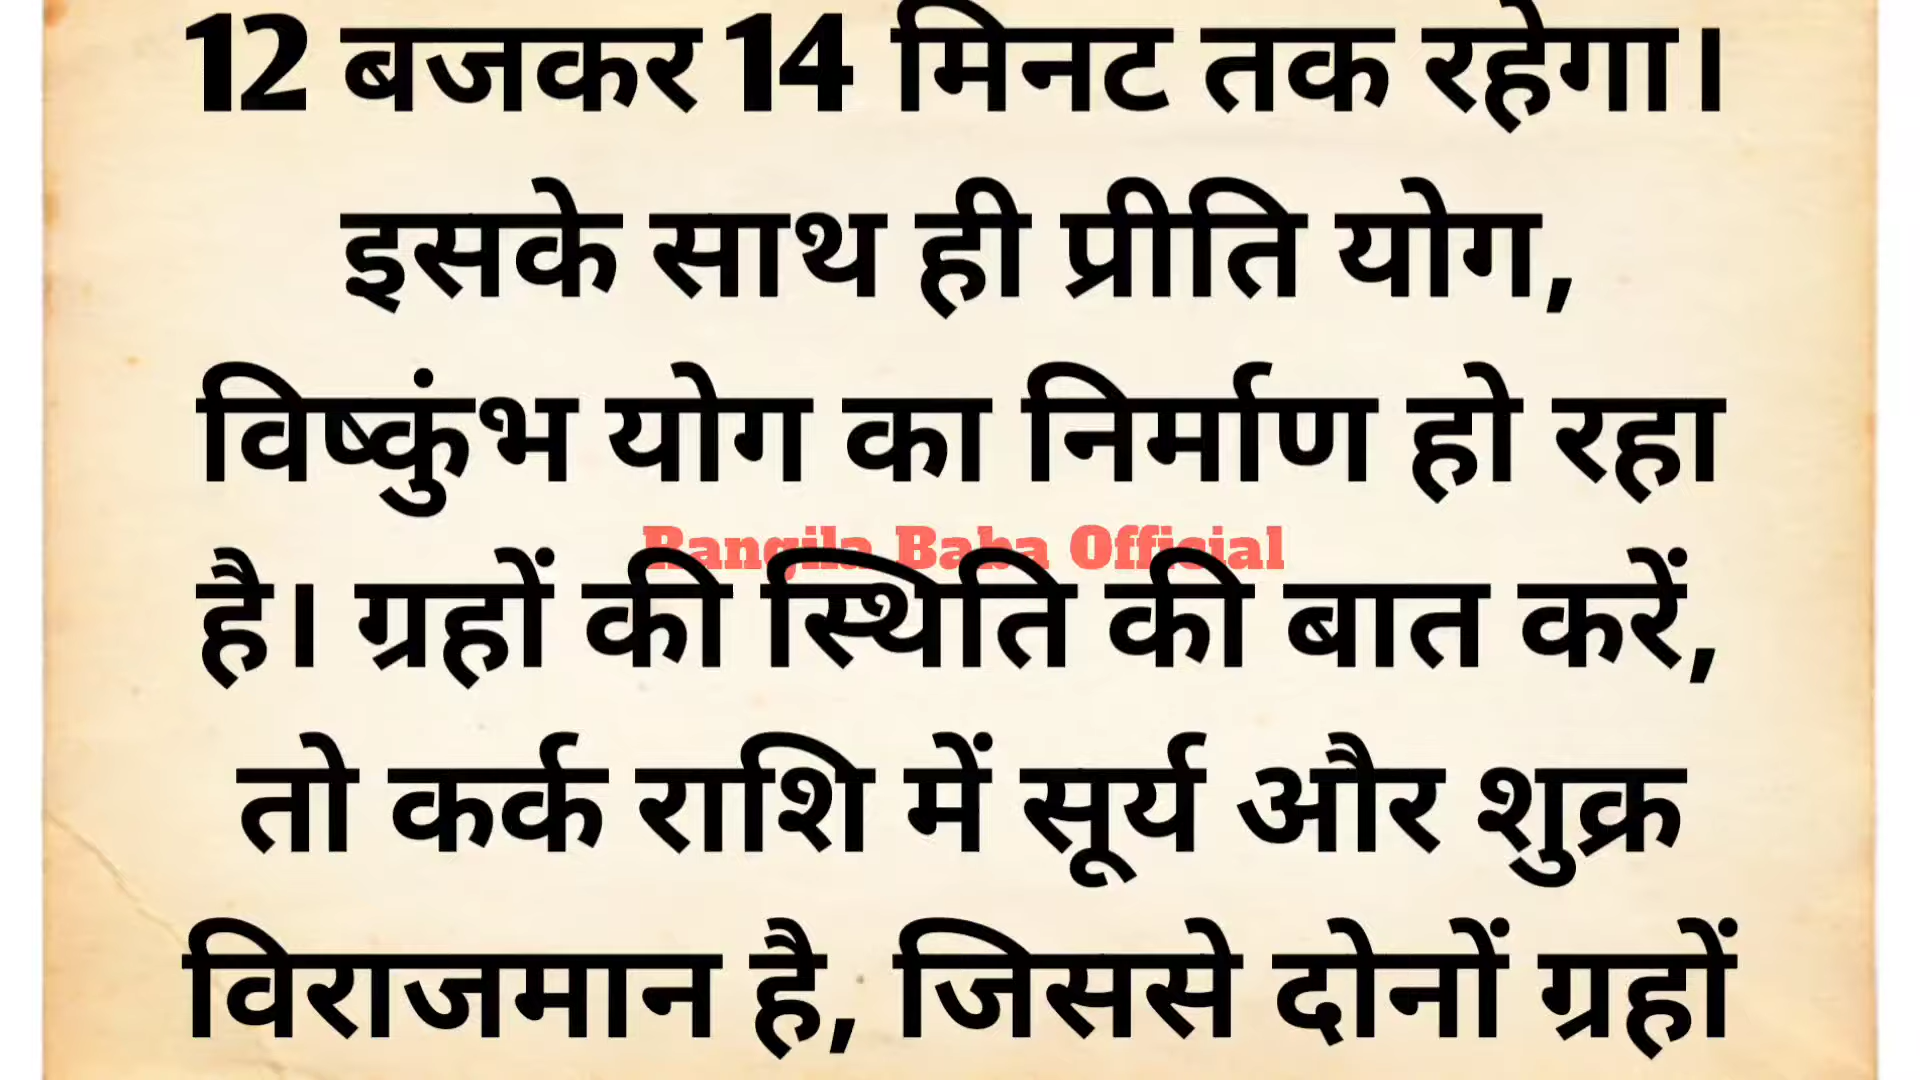 12 बजकर 14 मिनट तक रहेगा।
इसके साथ ही प्रीति योग,
विष्कुंभ योग का निर्माण हो रहा
Rangila Baba Official
है। ग्रहों की स्थिति की बात करें,
तो कर्क राशि में सूर्य और शुक्र
विराजमान है, जिससे दोनों ग्रहों